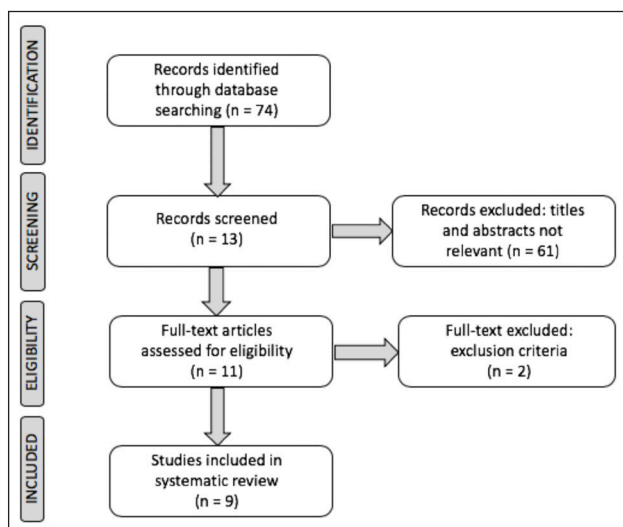 IDENTIFICATION
Records identified
through database
searching (n = 74)
SCREENING
Records screened
(n = 13)
Records excluded: titles
and abstracts not
relevant (n = 61)
ELIGIBILITY
Full-text articles
assessed for eligibility
(n = 11)
Full-text excluded:
exclusion criteria
(n = 2)
INCLUDED
Studies included in
systematic review
(n = 9)